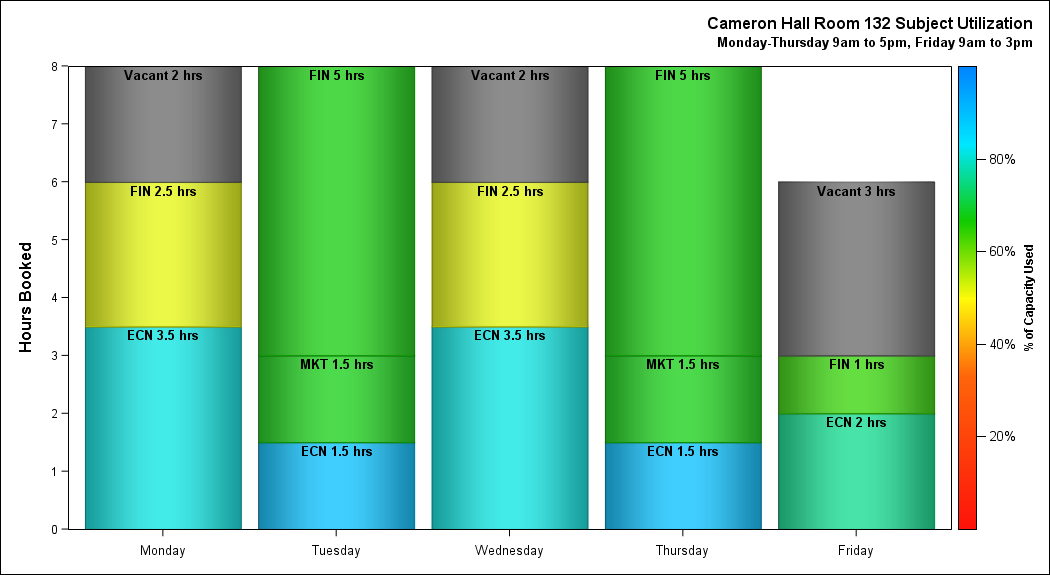 Cameron Hall Room 132 Subject Utilization
Monday-Thursday 9am to 5pm, Friday 9am to 3pm
Hours Booked
8
7
6
5
4
3
2
1
0
Vacant 2 hrs
FIN 2.5 hrs
ECN 3.5 hrs
FIN 5 hrs
MKT 1.5 hrs
ECN 1.5 hrs
Vacant 2 hrs
FIN 2.5 hrs
ECN 3.5 hrs
FIN 5 hrs
MKT 1.5 hrs
ECN 1.5 hrs
Vacant 3 hrs
FIN 1 hrs
ECN 2 hrs
Monday
Tuesday
Wednesday
Thursday
Friday
80%
60%
40%
20%
% of Capacity Used